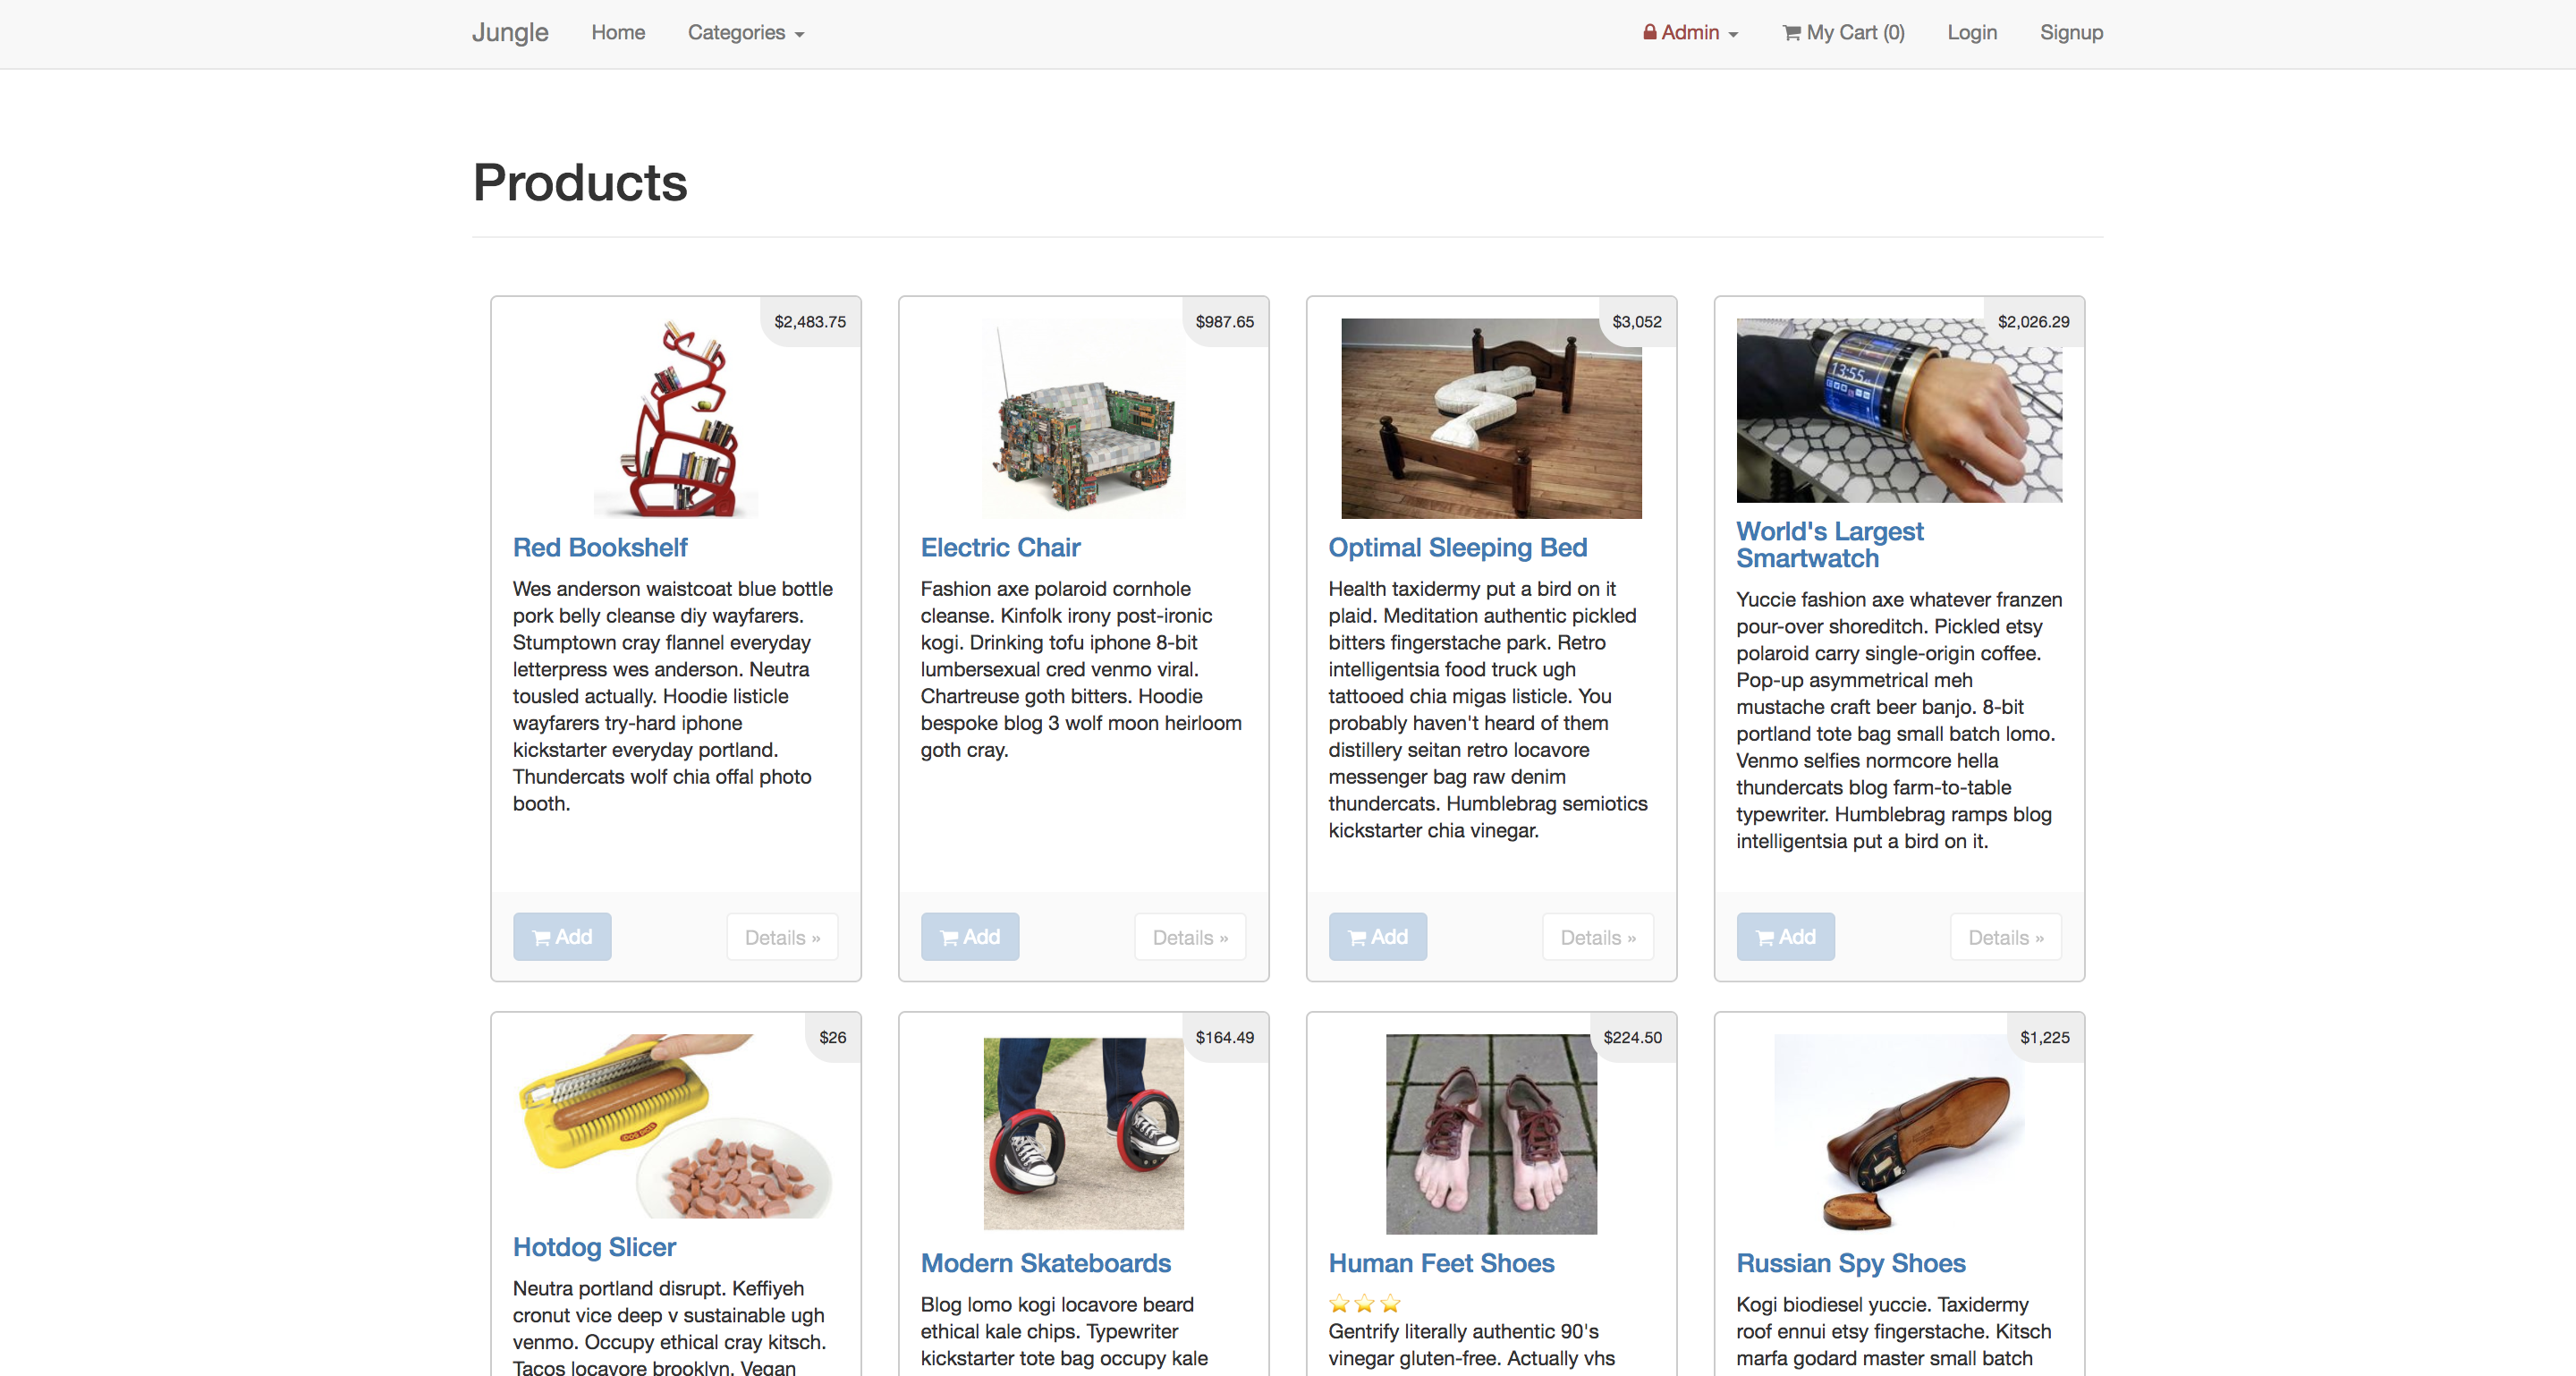 Jungle Home Categories Admin My Cart (0) Login Signup
Products
$2,483.75
Red Bookshelf
Wes anderson waistcoat blue bottle
pork belly cleanse diy wayfarers.
Stumptown cray flannel everyday
letterpress wes anderson. Neutra
tousled actually. Hoodie listicle
wayfarers try-hard iphone
kickstarter everyday portland.
Thundercats wolf chia offal photo
booth.
Add Details »
$987.65
Electric Chair
Fashion axe polaroid cornhole
cleanse. Kinfolk irony post-ironic
kogi. Drinking tofu iphone 8-bit
lumbersexual cred venmo viral.
Chartreuse goth bitters. Hoodie
bespoke blog 3 wolf moon heirloom
goth cray.
Add Details »
$3,052
Optimal Sleeping Bed
Health taxidermy put a bird on it
plaid. Meditation authentic pickled
bitters fingerstache park. Retro
intelligentsia food truck ugh
tattooed chia migas listicle. You
probably haven't heard of them
distillery seitan retro locavore
messenger bag raw denim
thundercats. Humblebrag semiotics
kickstarter chia vinegar.
Add Details »
$2,026.29
13:55
World's Largest
Smartwatch
Yuccie fashion axe whatever franzen
pour-over shoreditch. Pickled etsy
polaroid carry single-origin coffee.
Pop-up asymmetrical meh
mustache craft beer banjo. 8-bit
portland tote bag small batch lomo.
Venmo selfies normcore hella
thundercats blog farm-to-table
typewriter. Humblebrag ramps blog
intelligentsia put a bird on it.
Add Details »
$26
Hotdog Slicer
Neutra portland disrupt. Keffiyeh
cronut vice deep v sustainable ugh
venmo. Occupy ethical cray kitsch.
Tacos locavore brooklyn. Vegan
$164.49
Modern Skateboards
Blog lomo kogi locavore beard
ethical kale chips. Typewriter
kickstarter tote bag occupy kale
$224.50
Human Feet Shoes
Gentrify literally authentic 90's
vinegar gluten-free. Actually vhs
$1,225
Russian Spy Shoes
Kogi biodiesel yuccie. Taxidermy
roof ennui etsy fingerstache. Kitsch
marfa godard master small batch